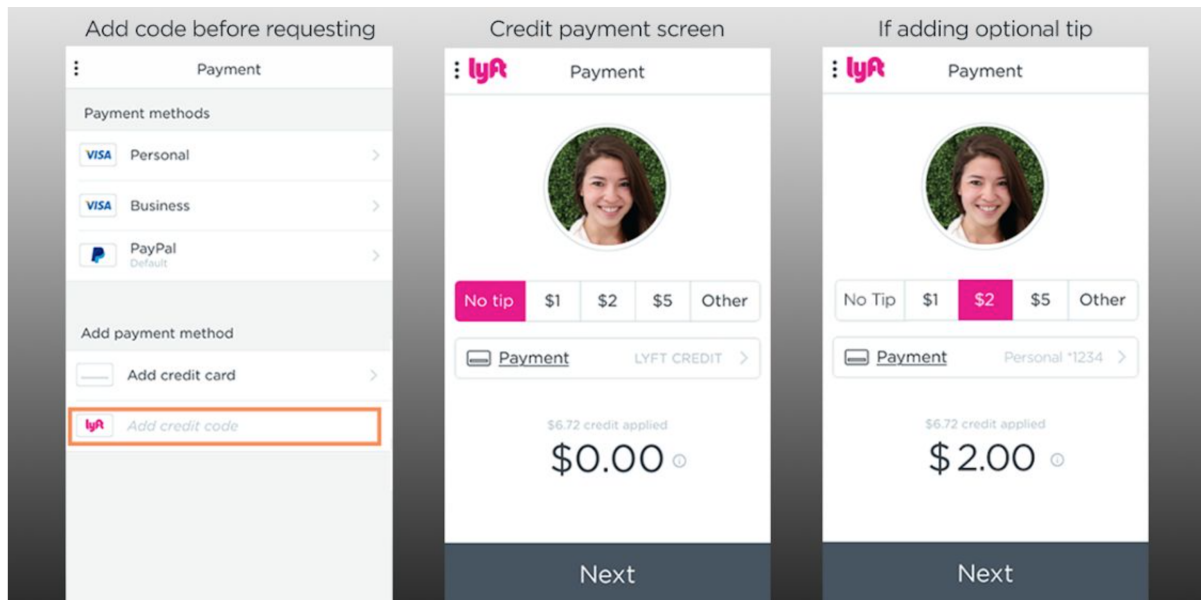 Add code before requesting
Payment
Payment methods
VISA Personal
VISA Business
PayPal
Default
Add payment method
Add credit card
lyft Add credit code
Credit payment screen
lyft Payment
No tip $1 $2 $5 Other
Payment LYFT CREDIT
$6.72 credit applied
$0.00
Next
If adding optional tip
lyft Payment
No Tip $1 $2 $5 Other
Payment Personal *1234
$6.72 credit applied
$2.00
Next